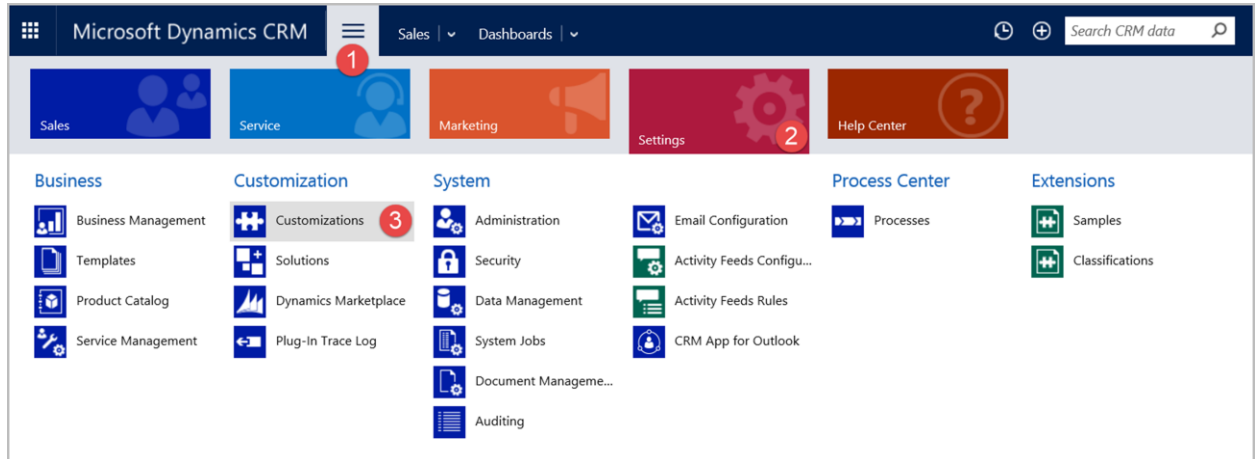 Microsoft Dynamics CRM
Sales
Dashboards
Search CRM data
1
Sales
Service
Marketing
Settings
2
Help Center
?
Business
Customization
System
Process Center
Extensions
Business Management
Customizations
3
Administration
Email Configuration
Processes
Samples
Templates
Solutions
Security
Activity Feeds Configu...
Classifications
Product Catalog
Dynamics Marketplace
Data Management
Activity Feeds Rules
Service Management
Plug-In Trace Log
System Jobs
CRM App for Outlook
Document Manageme...
Auditing